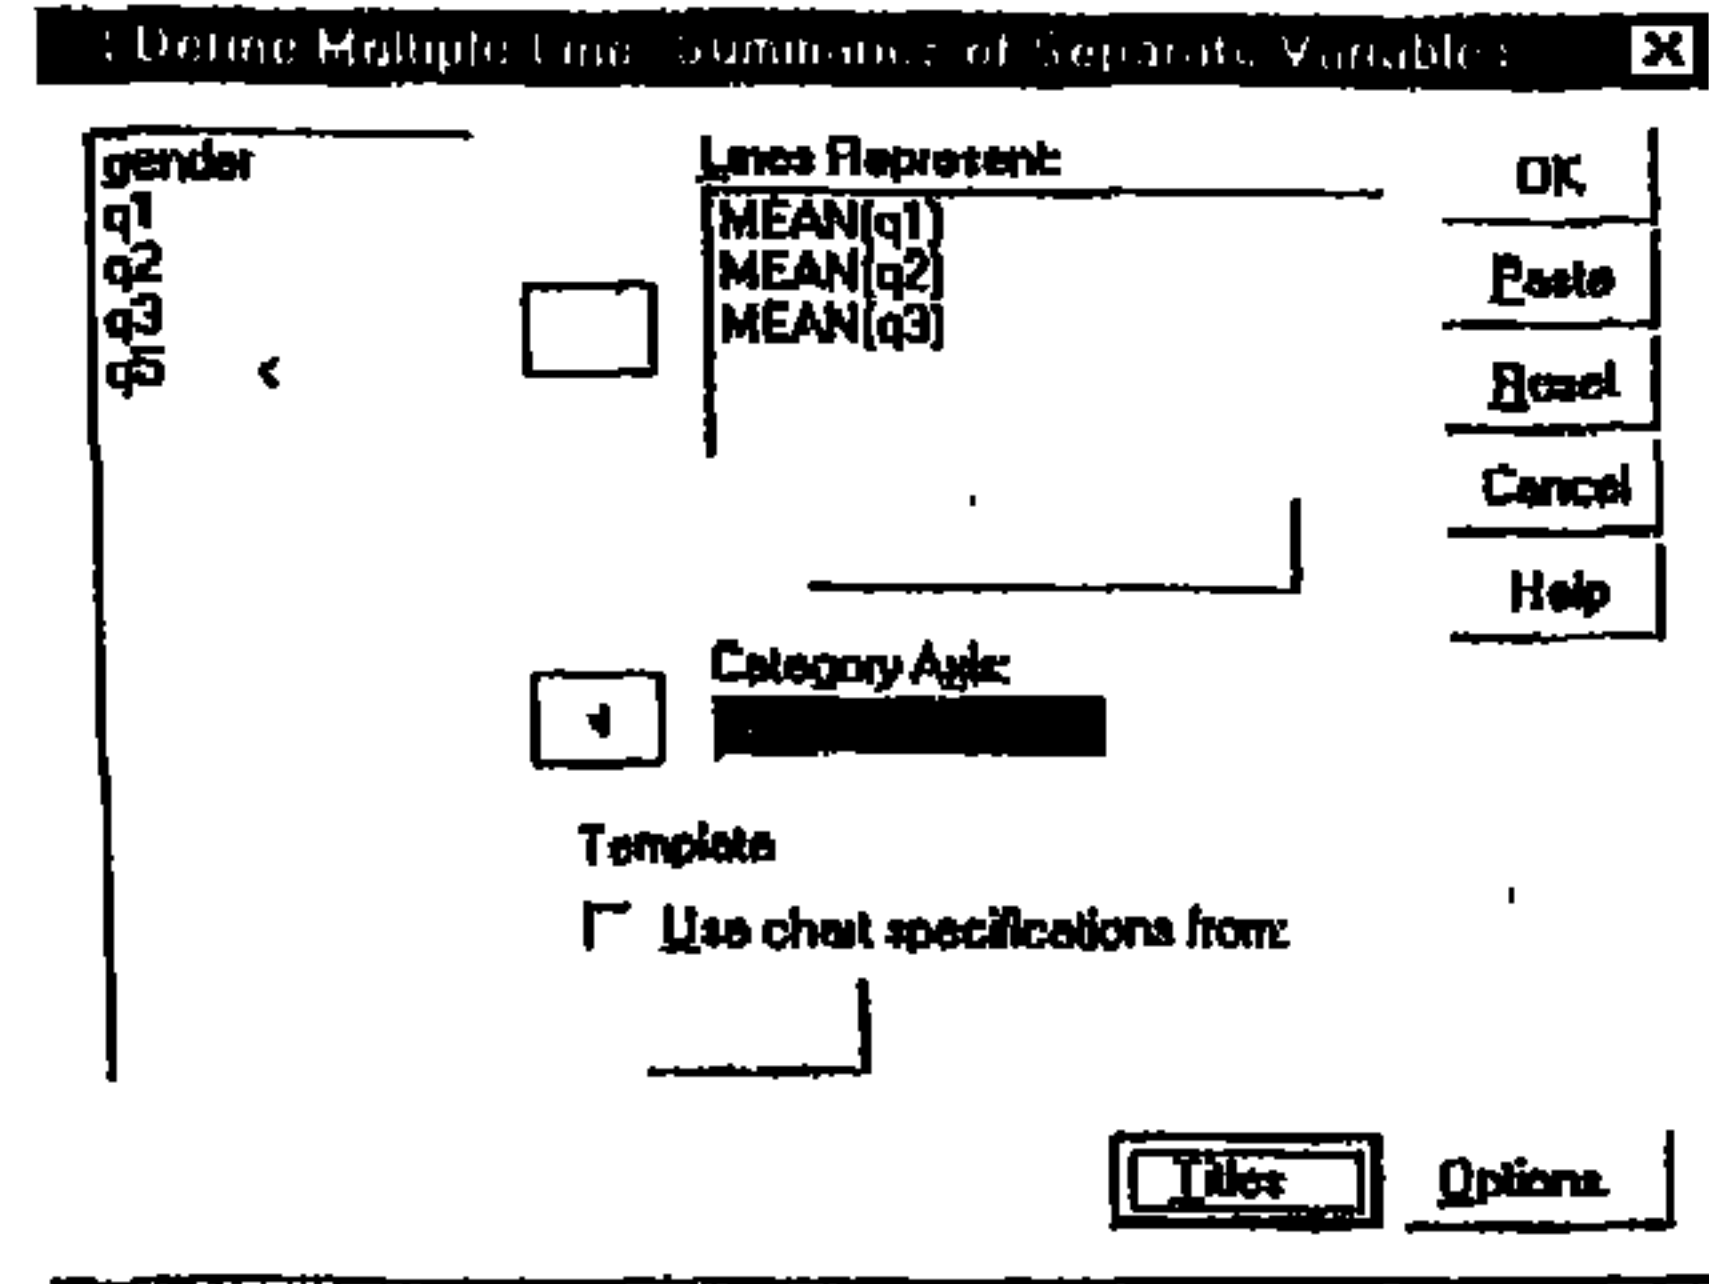 Define Multiple Line: Summaries of Separate Variables
gender
q1
q2
q3
q5 <
Lines Represent:
MEAN(q1)
MEAN(q2)
MEAN(q3)
Category Axis:
Template
Use chart specifications from:
OK
Paste
Reset
Cancel
Help
Titles
Options